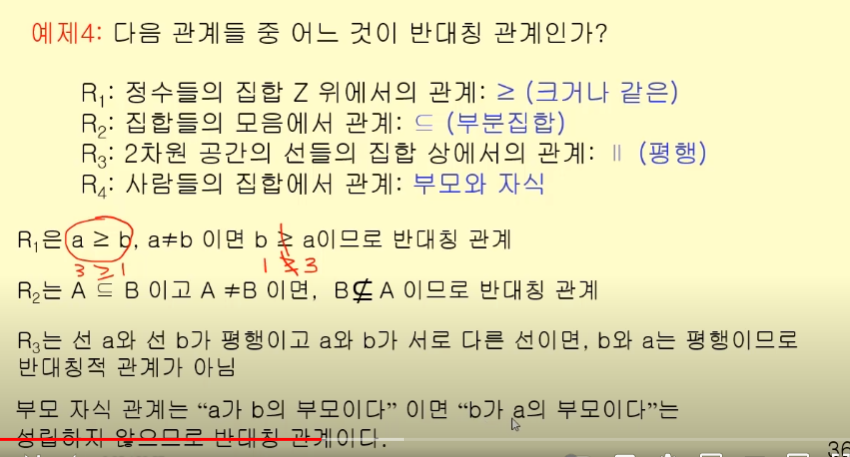 예제4: 다음 관계들 중 어느 것이 반대칭 관계인가?
R₁: 정수들의 집합 Z 위에서의 관계: ≥ (크거나 같은)
R₂: 집합들의 모음에서 관계: ⊆ (부분집합)
R₃: 2차원 공간의 선들의 집합 상에서의 관계: ∥ (평행)
R₄: 사람들의 집합에서 관계: 부모와 자식
R₁은 a ≥ b, a≠b 이면 b ≱ a이므로 반대칭 관계
3 ≥ 1 1 ≱ 3
R₂는 A ⊆ B 이고 A ≠B 이면, B⊈ A 이므로 반대칭 관계
R₃는 선 a와 선 b가 평행이고 a와 b가 서로 다른 선이면, b와 a는 평행이므로
반대칭적 관계가 아님
부모 자식 관계는 “a가 b의 부모이다” 이면 “b가 a의 부모이다”는
성립하지 않으므로 반대칭 관계이다.
36